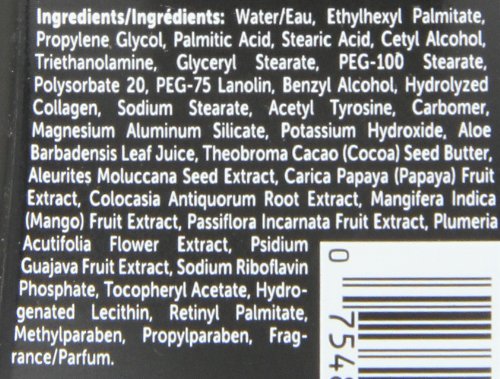 Ingredients/Ingrédients: Water/Eau, Ethylhexyl Palmitate,
Propylene Glycol, Palmitic Acid, Stearic Acid, Cetyl Alcohol,
Triethanolamine, Glyceryl Stearate, PEG-100 Stearate,
Polysorbate 20, PEG-75 Lanolin, Benzyl Alcohol, Hydrolyzed
Collagen, Sodium Stearate, Acetyl Tyrosine, Carbomer,
Magnesium Aluminum Silicate, Potassium Hydroxide, Aloe
Barbadensis Leaf Juice, Theobroma Cacao (Cocoa) Seed Butter,
Aleurites Moluccana Seed Extract, Carica Papaya (Papaya) Fruit
Extract, Colocasia Antiquorum Root Extract, Mangifera Indica
(Mango) Fruit Extract, Passiflora Incarnata Fruit Extract, Plumeria
Acutifolia Flower Extract, Psidium
Guajava Fruit Extract, Sodium Riboflavin
Phosphate, Tocopheryl Acetate, Hydro-
genated Lecithin, Retinyl Palmitate,
Methylparaben, Propylparaben, Frag-
rance/Parfum.
0 7548